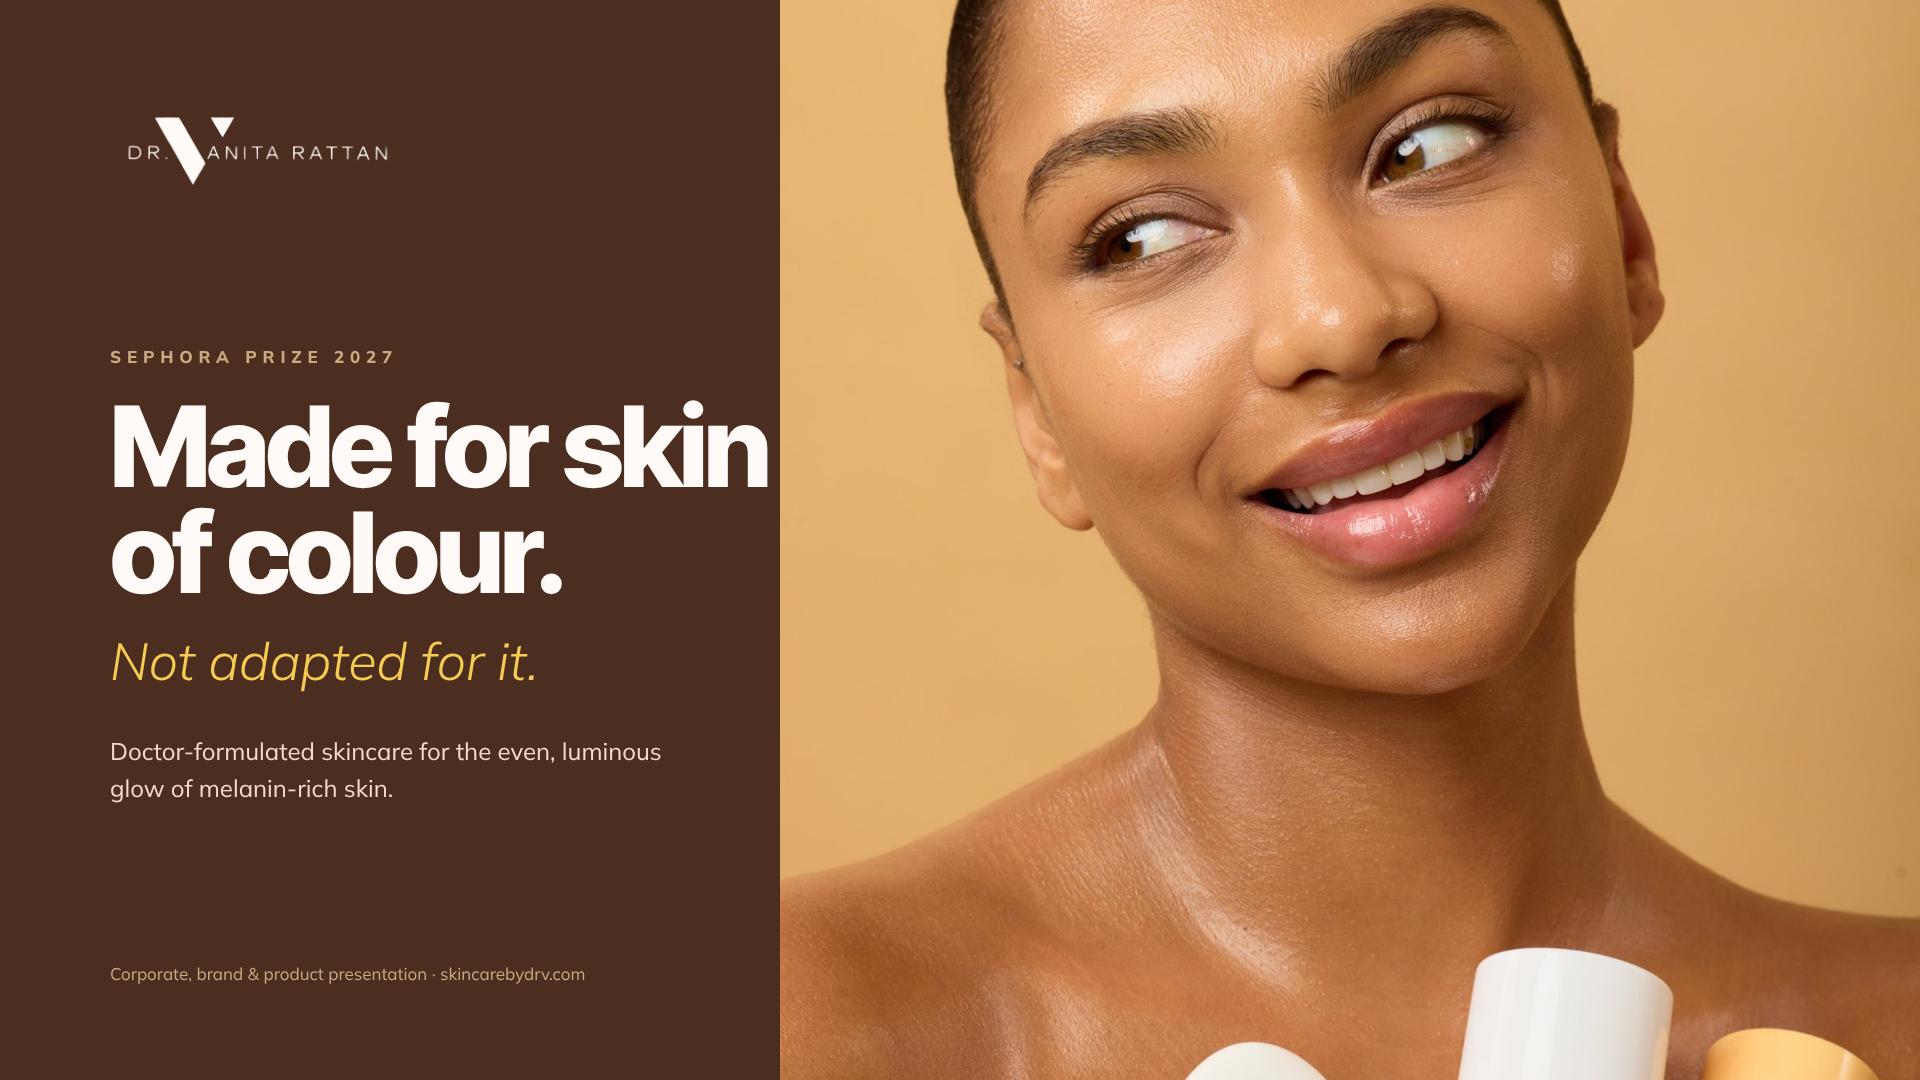 DR. VANITA RATTAN
SEPHORA PRIZE 2027
Made for skin
of colour.
Not adapted for it.
Doctor-formulated skincare for the even, luminous
glow of melanin-rich skin.
Corporate, brand & product presentation · skincarebydrv.com